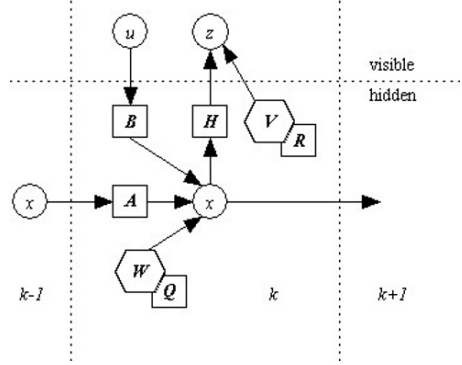 u z
visible
hidden
B H V R
x A x
W Q
k-1 k k+1